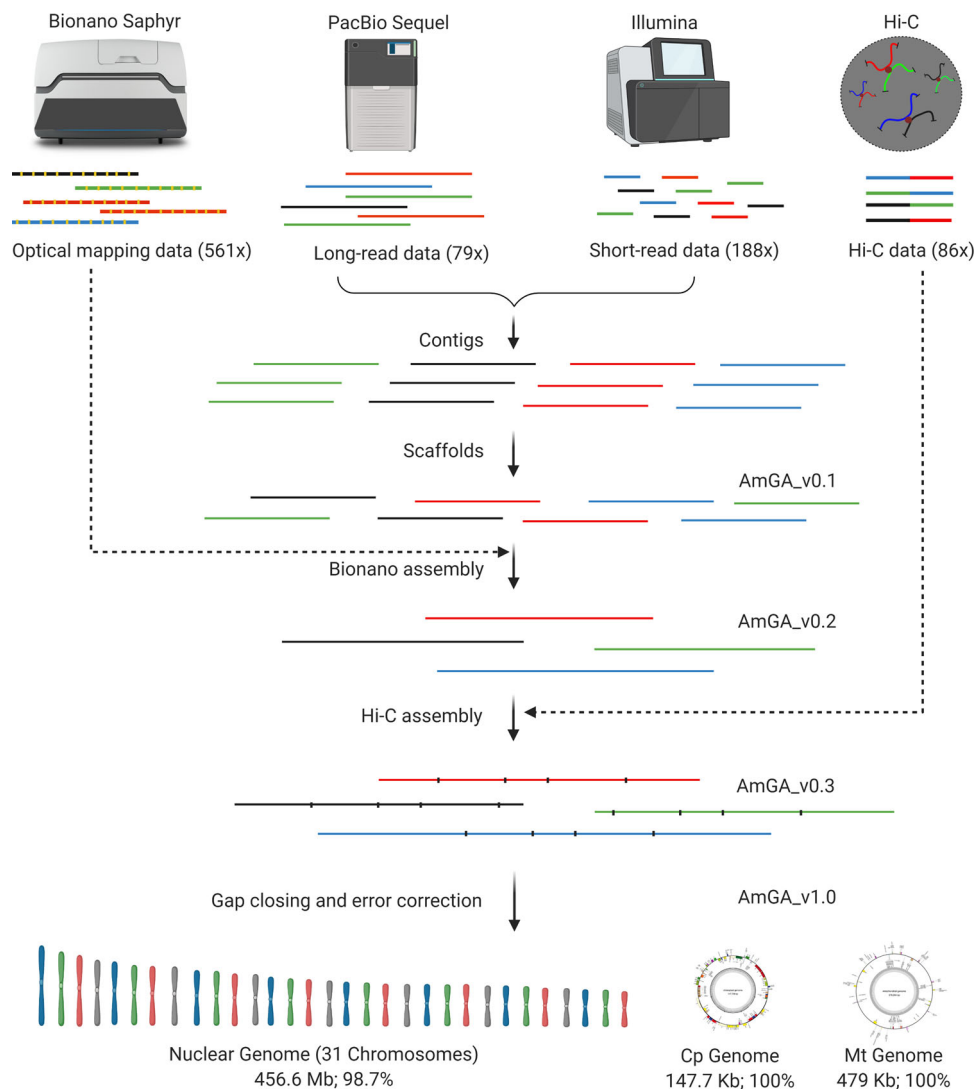 Bionano Saphyr
PacBio Sequel
Illumina
Hi-C
Optical mapping data (561x)
Long-read data (79x)
Short-read data (188x)
Hi-C data (86x)
Contigs
Scaffolds
AmGA_v0.1
Bionano assembly
AmGA_v0.2
Hi-C assembly
AmGA_v0.3
Gap closing and error correction
AmGA_v1.0
Nuclear Genome (31 Chromosomes)
456.6 Mb; 98.7%
Cp Genome
147.7 Kb; 100%
Mt Genome
479 Kb; 100%